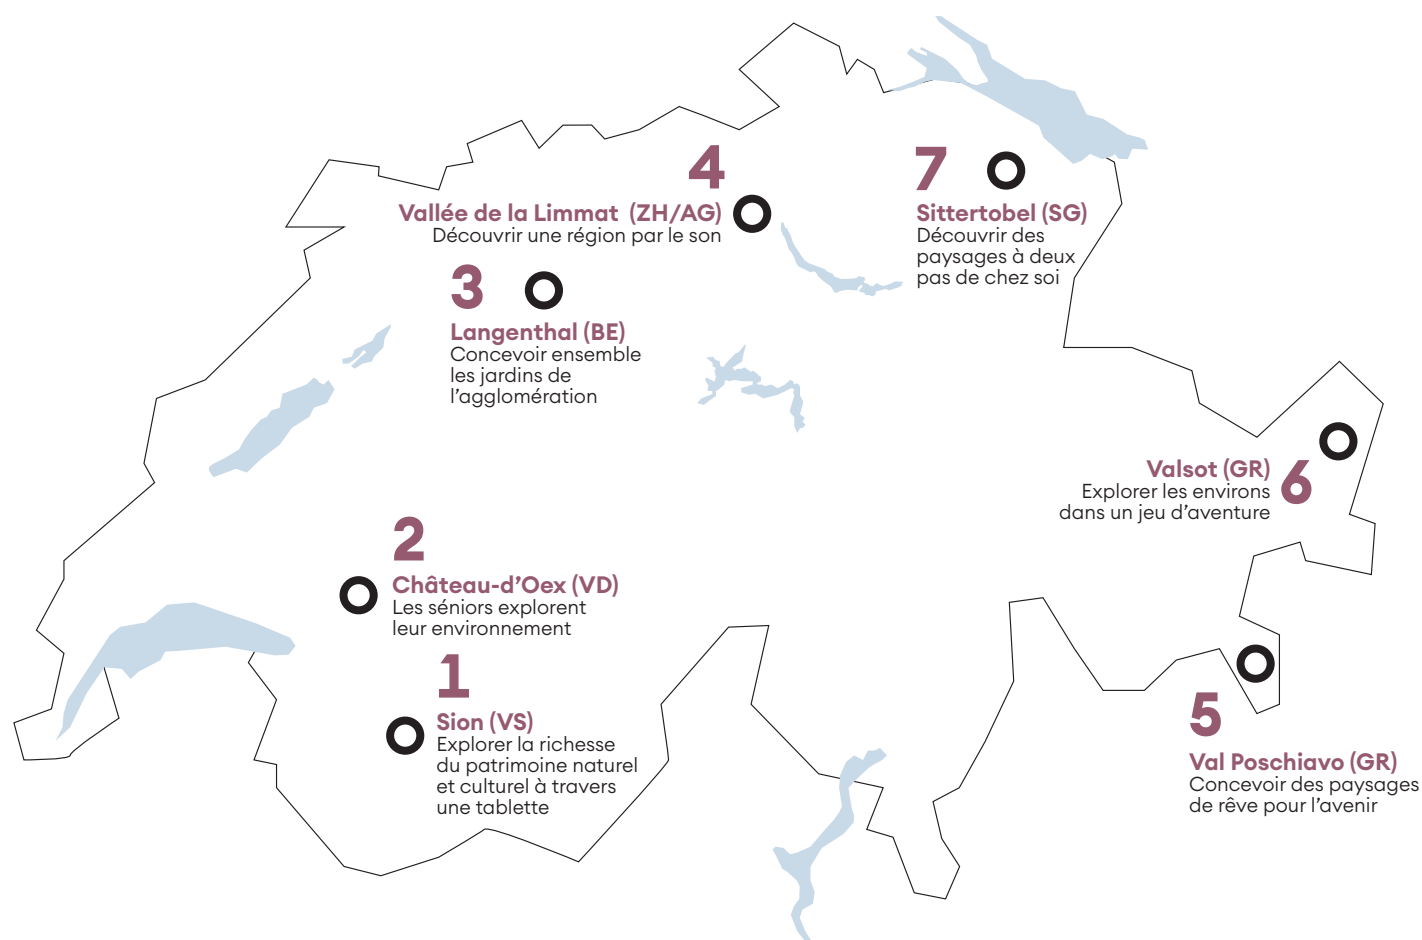 4
Vallée de la Limmat (ZH/AG)
Découvrir une région par le son
7
Sittertobel (SG)
Découvrir des
paysages à deux
pas de chez soi
3
Langenthal (BE)
Concevoir ensemble
les jardins de
l’agglomération
Valsot (GR)
6
Explorer les environs
dans un jeu d’aventure
2
Château-d’Oex (VD)
Les séniors explorent
leur environnement
1
Sion (VS)
Explorer la richesse
du patrimoine naturel
et culturel à travers
une tablette
5
Val Poschiavo (GR)
Concevoir des paysages
de rêve pour l’avenir